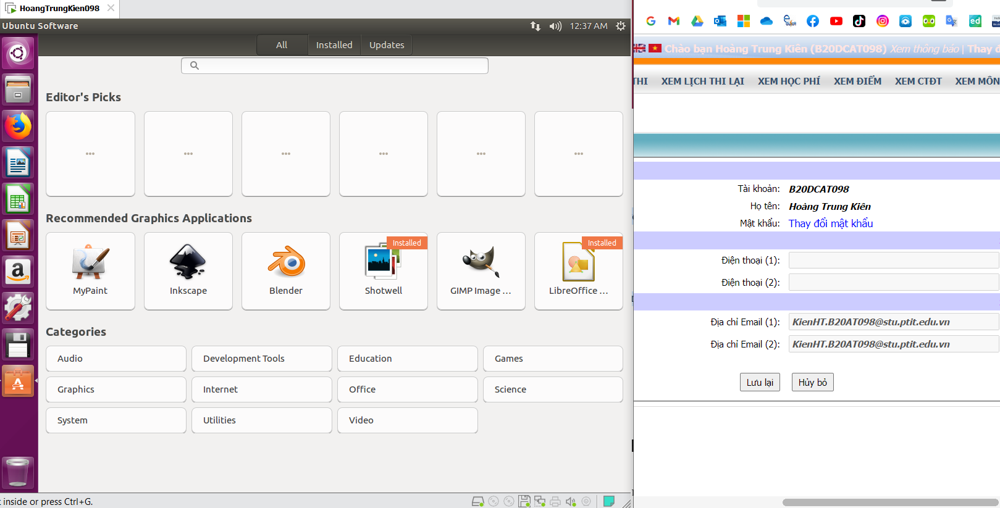 HoangTrungKien098
Ubuntu Software
12:37 AM
All
Installed
Updates
Editor's Picks
Recommended Graphics Applications
MyPaint
Inkscape
Blender
Installed
Shotwell
GIMP Image ...
Installed
LibreOffice ...
Categories
Audio
Development Tools
Education
Games
Graphics
Internet
Office
Science
System
Utilities
Video
inside or press Ctrl+G.
Chào bạn Hoàng Trung Kiên (B20DCAT098) Xem thông báo | Thay đ
THI
XEM LỊCH THI LẠI
XEM HỌC PHÍ
XEM ĐIỂM
XEM CTĐT
XEM MÔN
Tài khoản: B20DCAT098
Họ tên: Hoàng Trung Kiên
Mật khẩu: Thay đổi mật khẩu
Điện thoại (1):
Điện thoại (2):
Địa chỉ Email (1): KienHT.B20AT098@stu.ptit.edu.vn
Địa chỉ Email (2): KienHT.B20AT098@stu.ptit.edu.vn
Lưu lại
Hủy bỏ